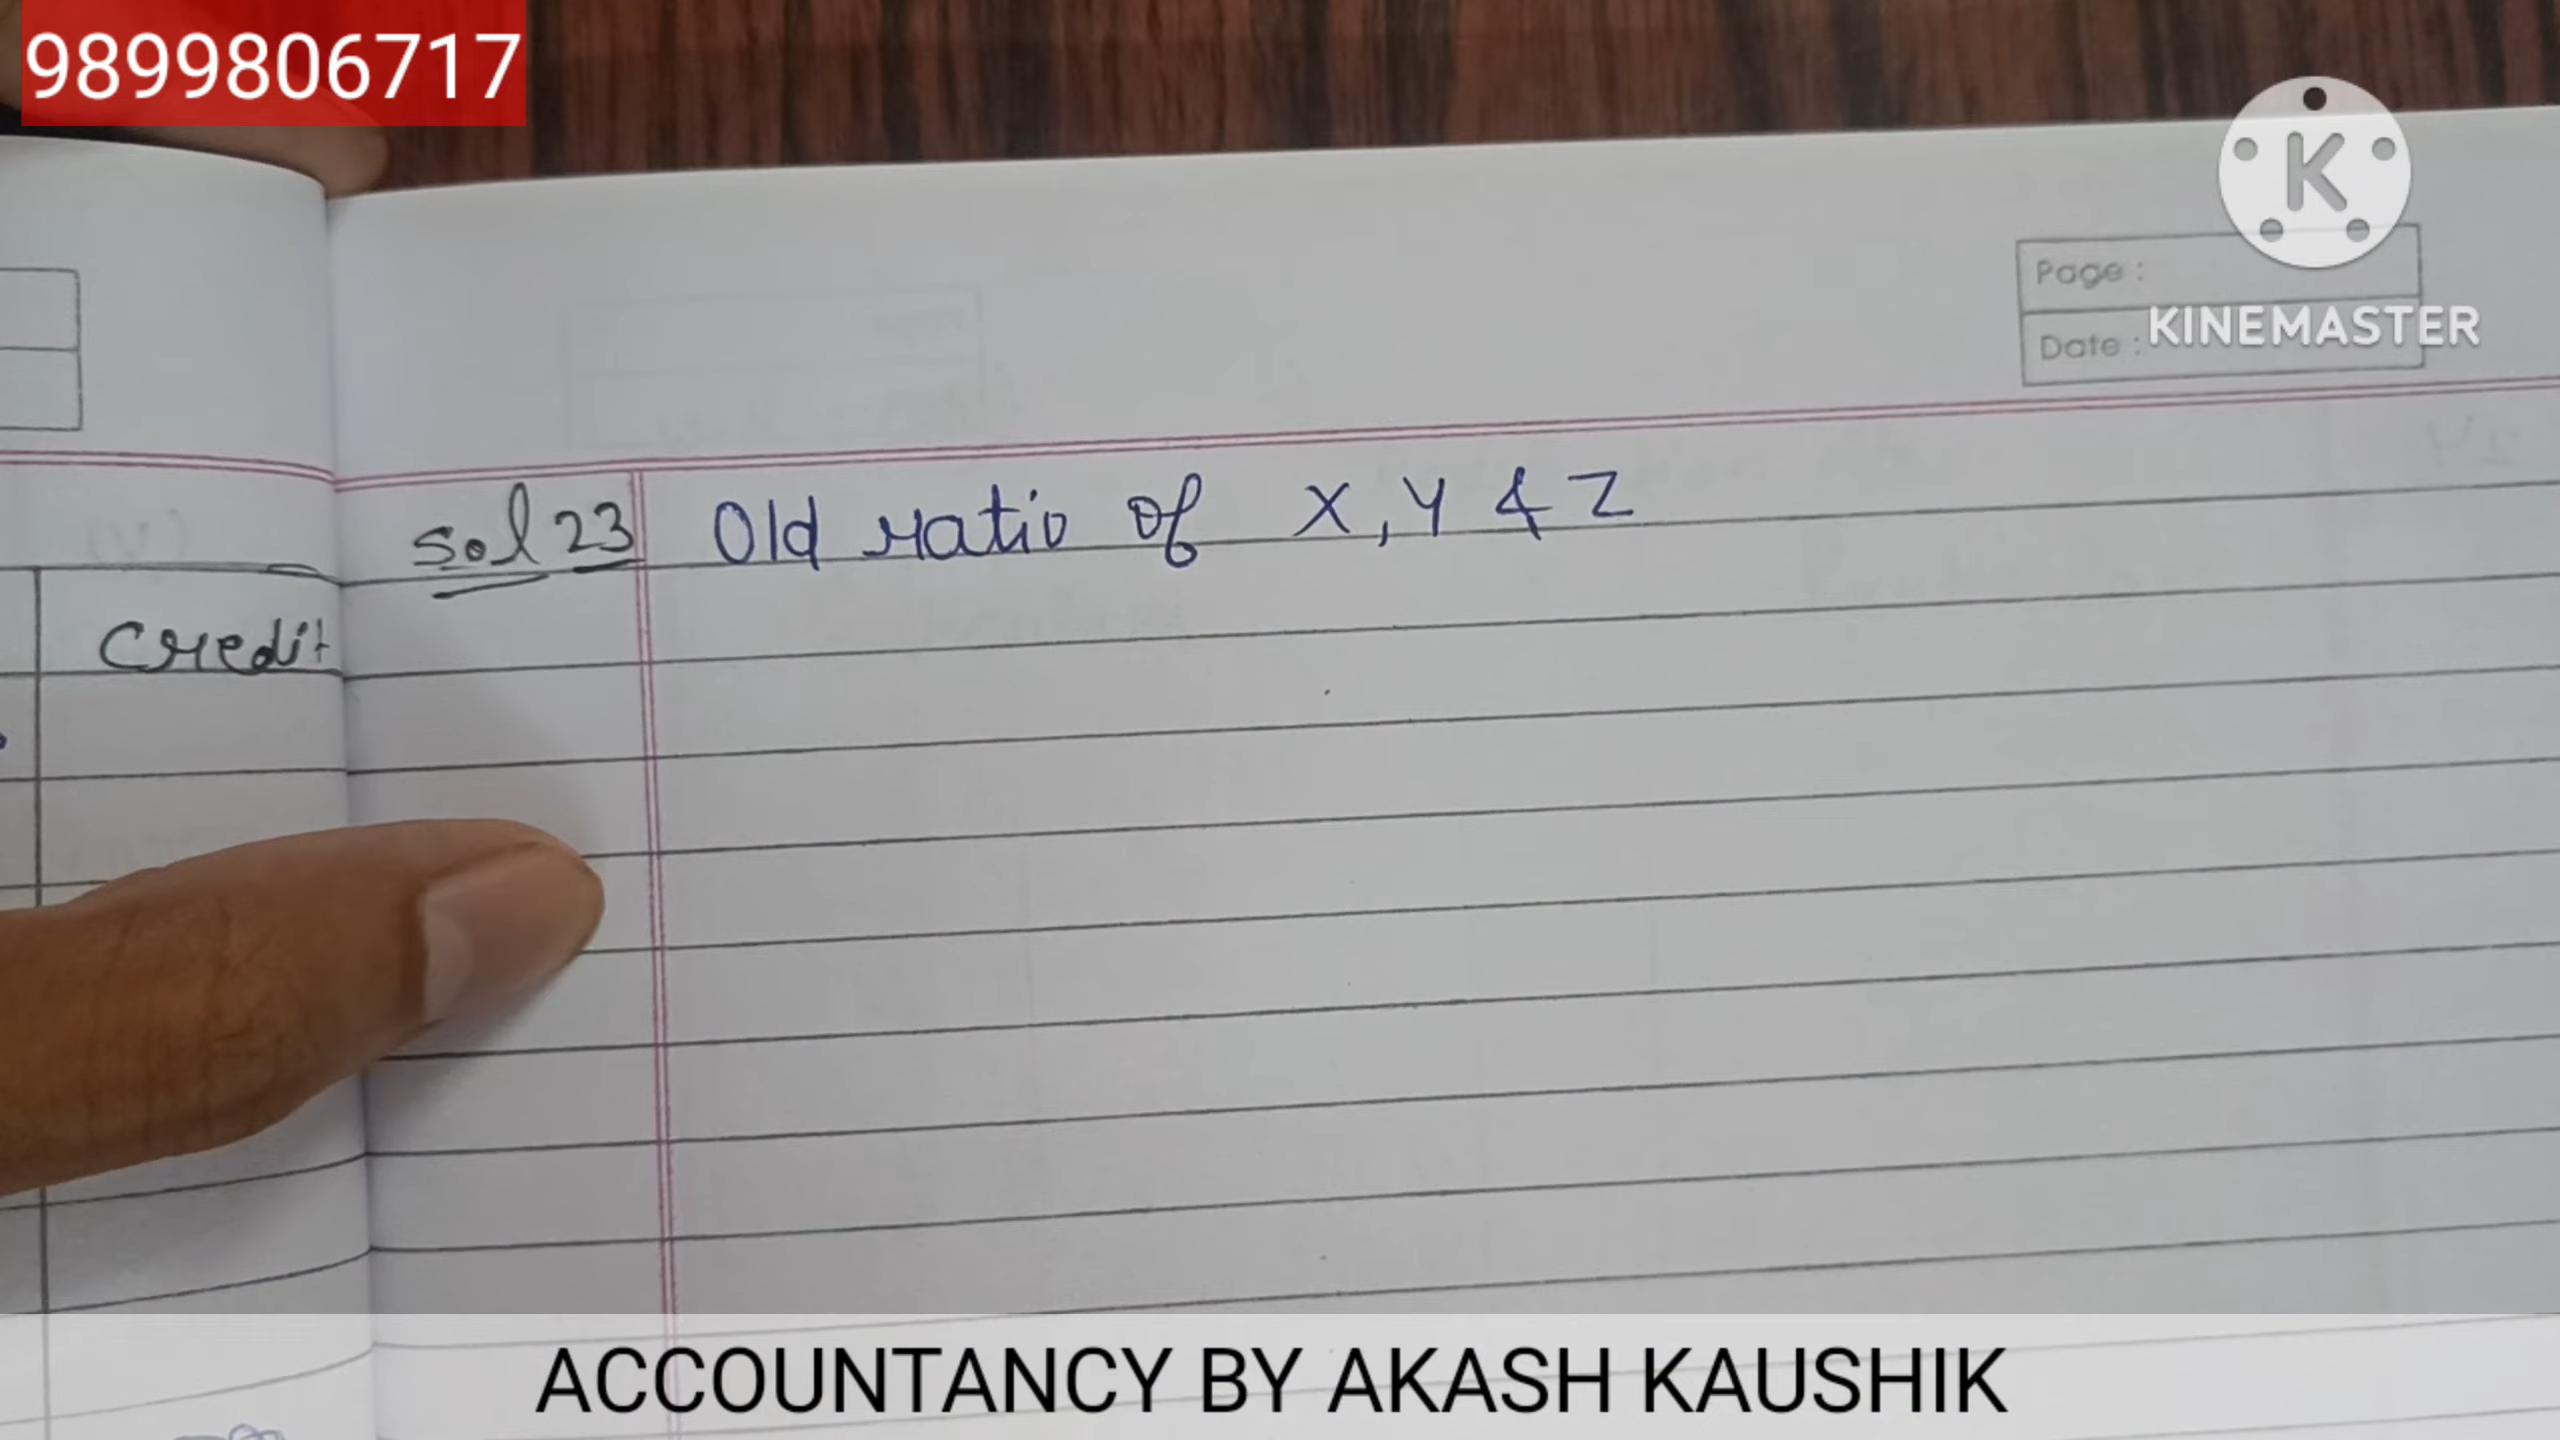 9899806717
Page :
Date :
KINEMASTER
Sol 23 Old ratio of X, Y & Z
Credit
ACCOUNTANCY BY AKASH KAUSHIK